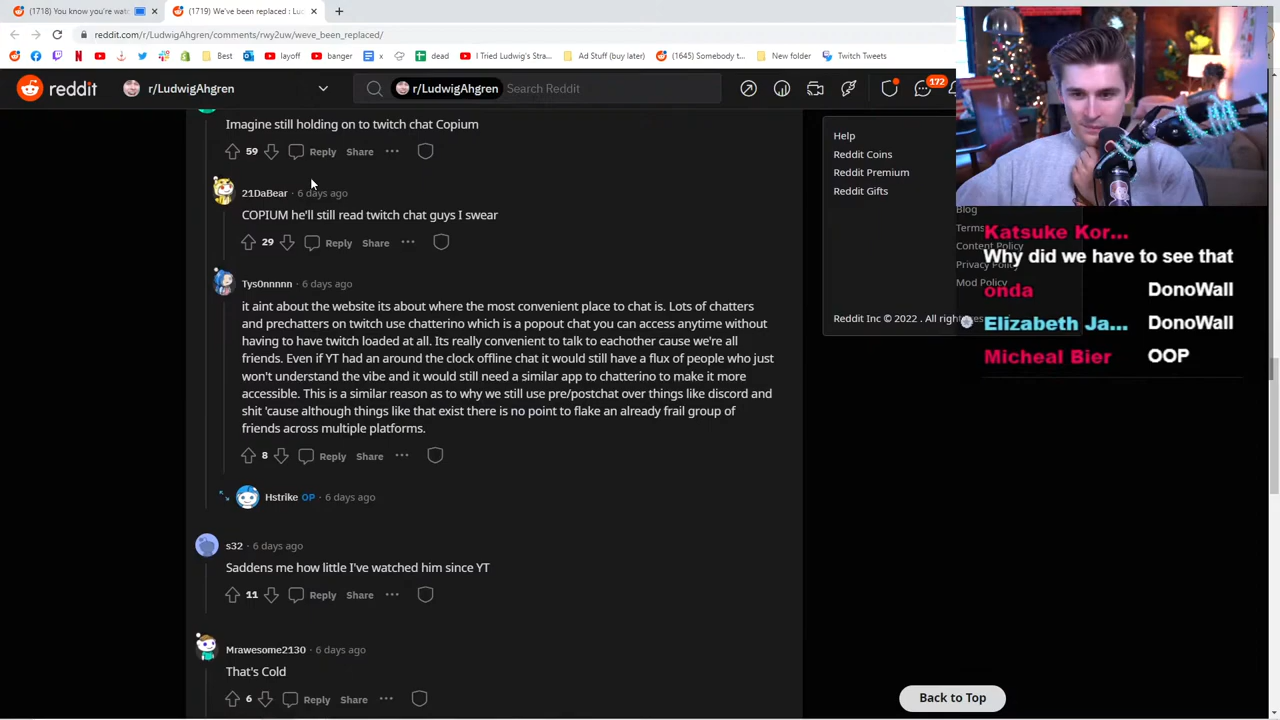 (1718) You know you're wat
(1719) We've been replaced : Lu
reddit.com/r/LudwigAhgren/comments/rwy2uw/weve_been_replaced/
Best
layoff
banger
x
dead
I Tried Ludwig's Stra...
Ad Stuff (buy later)
(1645) Somebody t...
New folder
Twitch Tweets
reddit
r/LudwigAhgren
r/LudwigAhgren
Search Reddit
172
Imagine still holding on to twitch chat Copium
59 Reply Share
21DaBear · 6 days ago
COPIUM he'll still read twitch chat guys I swear
29 Reply Share
Tys0nnnnn · 6 days ago
it aint about the website its about where the most convenient place to chat is. Lots of chatters
and prechatters on twitch use chatterino which is a popout chat you can access anytime without
having to have twitch loaded at all. Its really convenient to talk to eachother cause we're all
friends. Even if YT had an around the clock offline chat it would still have a flux of people who just
won't understand the vibe and it would still need a similar app to chatterino to make it more
accessible. This is a similar reason as to why we still use pre/postchat over things like discord and
shit 'cause although things like that exist there is no point to flake an already frail group of
friends across multiple platforms.
8 Reply Share
Hstrike OP · 6 days ago
s32 · 6 days ago
Saddens me how little I've watched him since YT
11 Reply Share
Mrawesome2130 · 6 days ago
That's Cold
6 Reply Share
Help
Reddit Coins
Reddit Premium
Reddit Gifts
Blog
Terms
Content Policy
Privacy Policy
Mod Policy
Reddit Inc © 2022 . All right
Katsuke Kor...
Why did we have to see that
onda DonoWall
Elizabeth Ja... DonoWall
Micheal Bier OOP
Back to Top